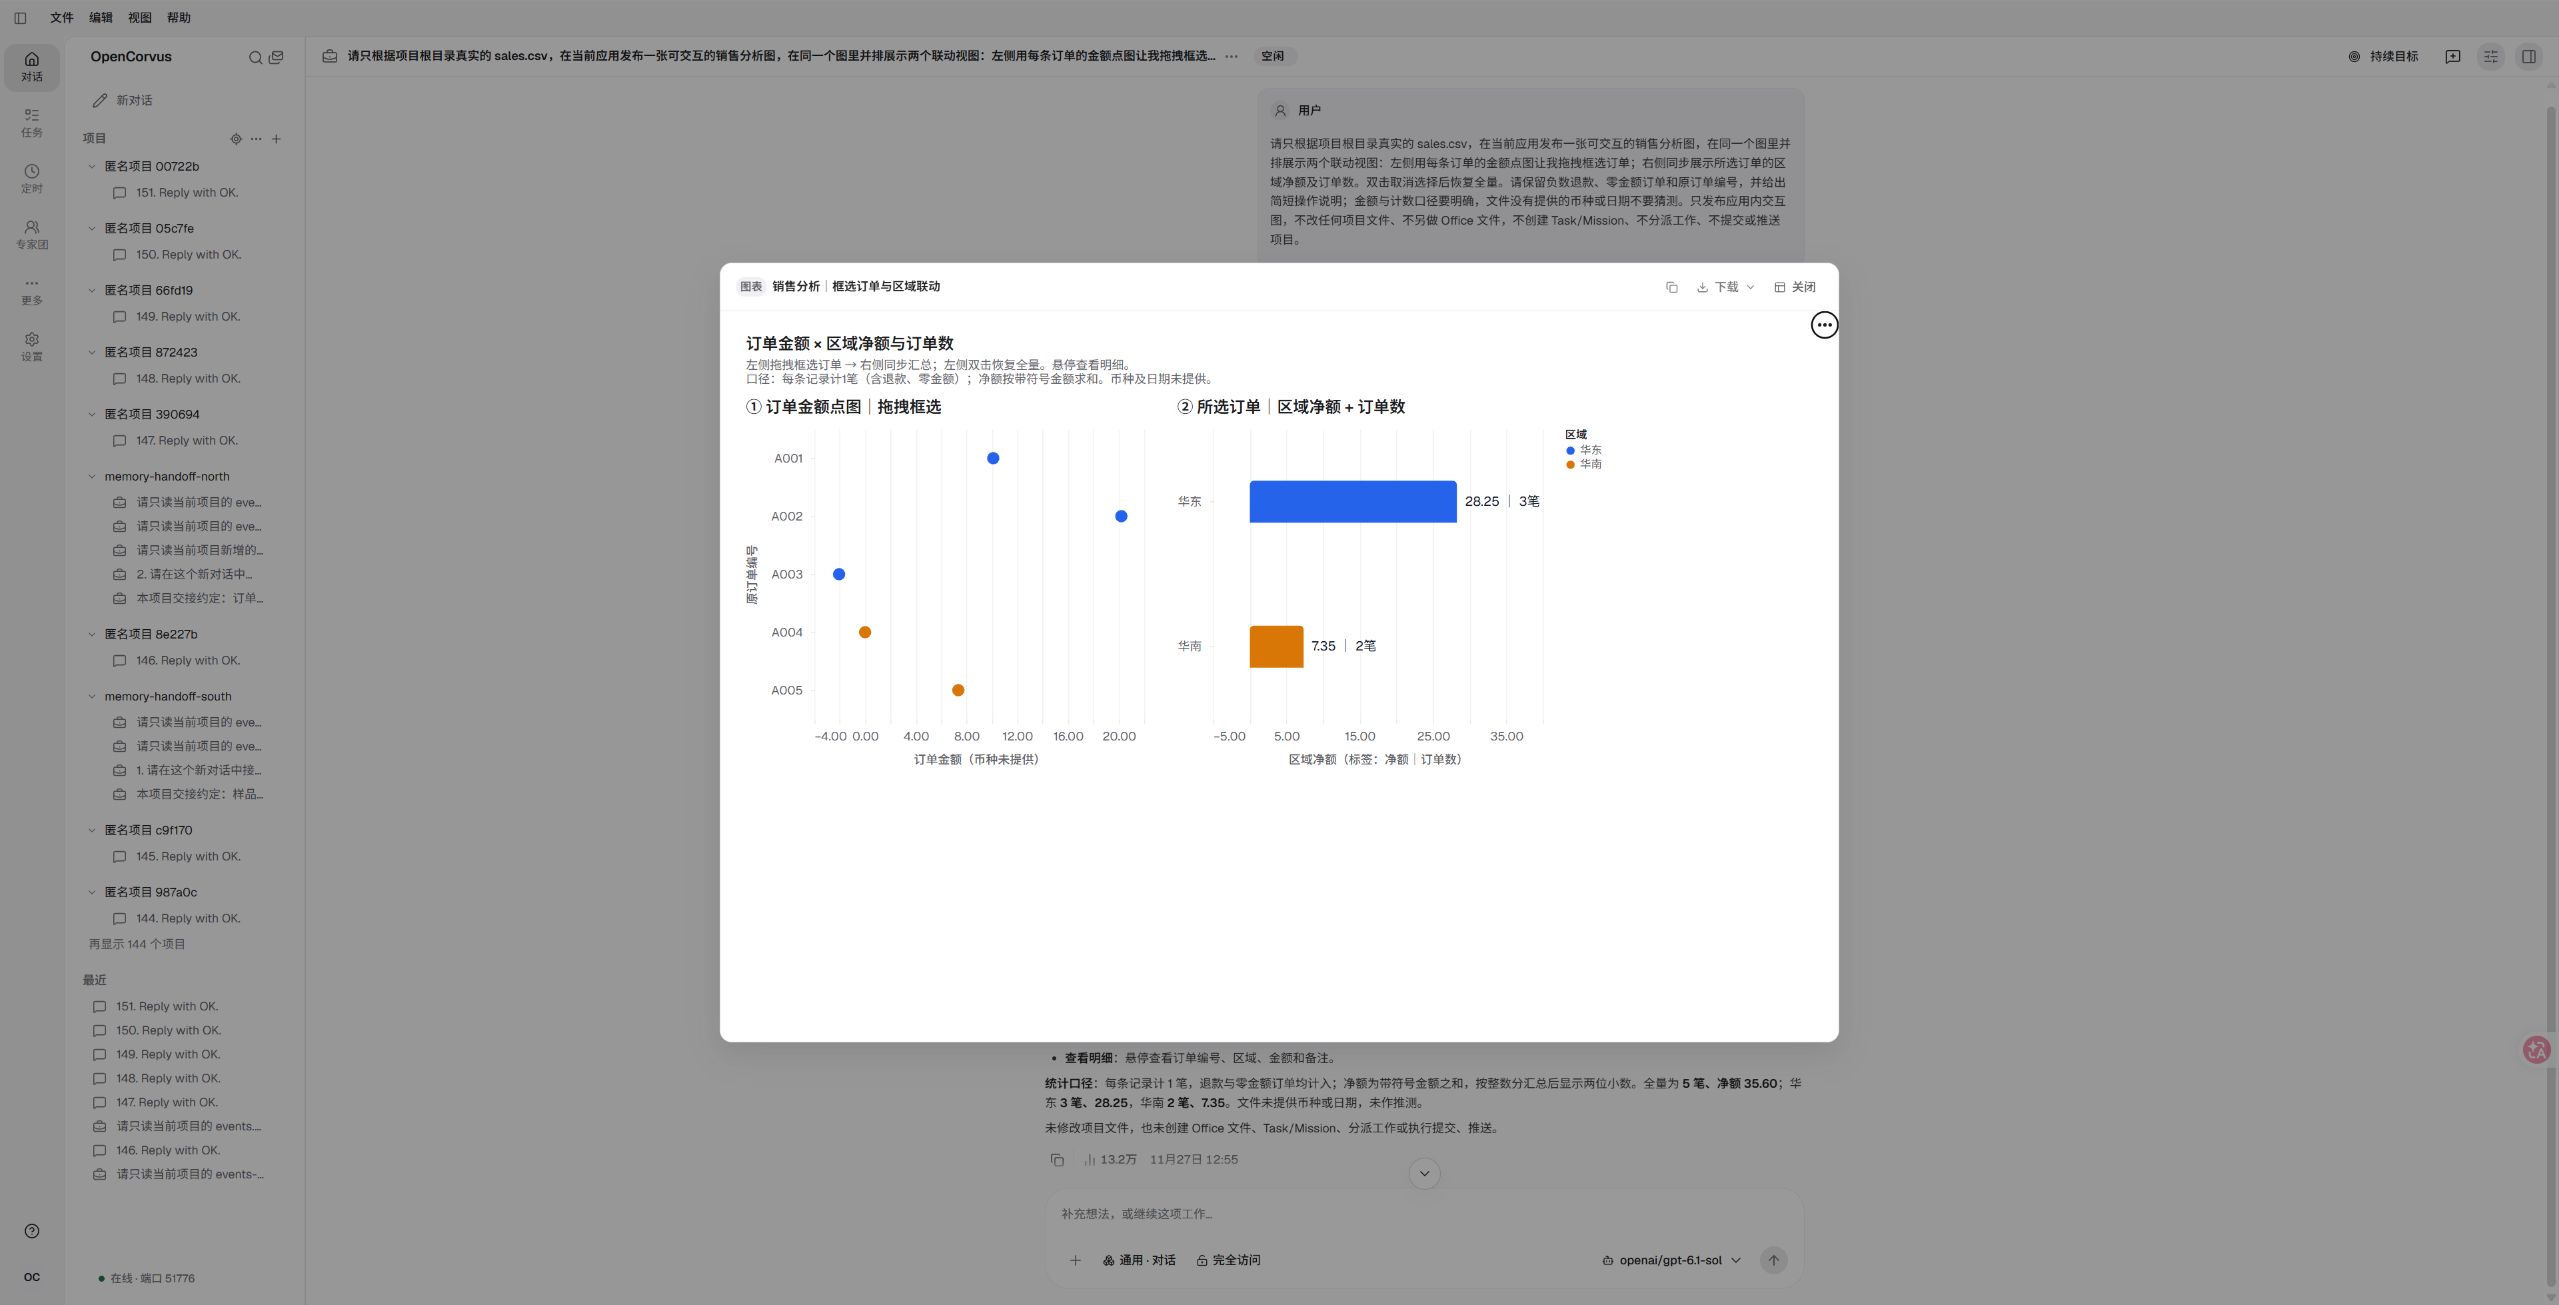 文件 编辑 视图 帮助
对话
任务
定时
专家团
更多
设置
OC
OpenCorvus
新对话
项目
匿名项目 00722b
151. Reply with OK.
匿名项目 05c7fe
150. Reply with OK.
匿名项目 66fd19
149. Reply with OK.
匿名项目 872423
148. Reply with OK.
匿名项目 390694
147. Reply with OK.
memory-handoff-north
请只读当前项目的 eve...
请只读当前项目的 eve...
请只读当前项目新增的...
2. 请在这个新对话中...
本项目交接约定：订单...
匿名项目 8e227b
146. Reply with OK.
memory-handoff-south
请只读当前项目的 eve...
请只读当前项目的 eve...
1. 请在这个新对话中接...
本项目交接约定：样品...
匿名项目 c9f170
145. Reply with OK.
匿名项目 987a0c
144. Reply with OK.
再显示 144 个项目
最近
151. Reply with OK.
150. Reply with OK.
149. Reply with OK.
148. Reply with OK.
147. Reply with OK.
请只读当前项目的 events....
146. Reply with OK.
请只读当前项目的 events-...
在线 · 端口 51776
请只根据项目根目录真实的 sales.csv，在当前应用发布一张可交互的销售分析图，在同一个图里并排展示两个联动视图：左侧用每条订单的金额点图让我拖拽框选... 空闲
持续目标
用户
请只根据项目根目录真实的 sales.csv，在当前应用发布一张可交互的销售分析图，在同一个图里并
排展示两个联动视图：左侧用每条订单的金额点图让我拖拽框选订单；右侧同步展示所选订单的区
域净额及订单数。双击取消选择后恢复全量。请保留负数退款、零金额订单和原订单编号，并给出
简短操作说明；金额与计数口径要明确，文件没有提供的币种或日期不要猜测。只发布应用内交互
图，不改任何项目文件、不另做 Office 文件，不创建 Task/Mission、不分派工作、不提交或推送
项目。
图表 销售分析｜框选订单与区域联动
下载 关闭
订单金额 × 区域净额与订单数
左侧拖拽框选订单 → 右侧同步汇总；左侧双击恢复全量。悬停查看明细。
口径：每条记录计1笔（含退款、零金额）；净额按带符号金额求和。币种及日期未提供。
① 订单金额点图｜拖拽框选
原订单编号
A001
A002
A003
A004
A005
−4.00 0.00 4.00 8.00 12.00 16.00 20.00
订单金额（币种未提供）
② 所选订单｜区域净额 + 订单数
华东
28.25｜3笔
华南
7.35｜2笔
−5.00 5.00 15.00 25.00 35.00
区域净额（标签：净额｜订单数）
区域
华东
华南
• 查看明细：悬停查看订单编号、区域、金额和备注。
统计口径：每条记录计 1 笔，退款与零金额订单均计入；净额为带符号金额之和，按整数分汇总后显示两位小数。全量为 5 笔、净额 35.60；华
东 3 笔、28.25，华南 2 笔、7.35。文件未提供币种或日期，未作推测。
未修改项目文件，也未创建 Office 文件、Task/Mission、分派工作或执行提交、推送。
13.2万 11月27日 12:55
补充想法，或继续这项工作...
通用 · 对话 完全访问 openai/gpt-6.1-sol